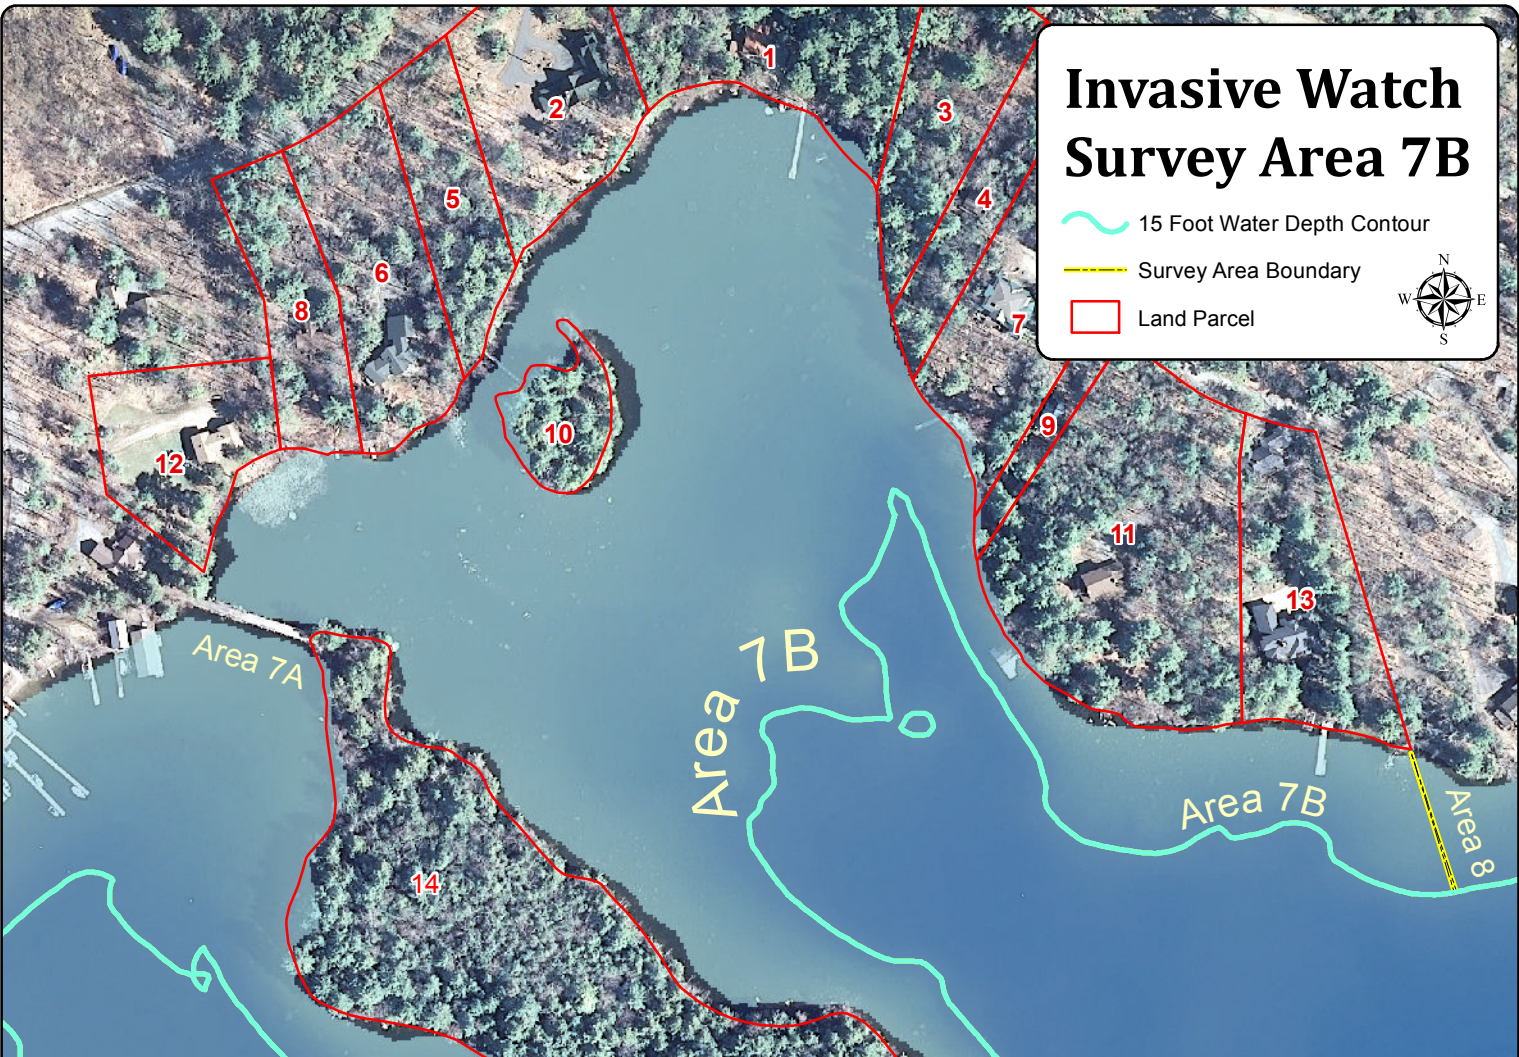 Invasive Watch
Survey Area 7B
15 Foot Water Depth Contour
Survey Area Boundary
Land Parcel
N
W E
S
1
2
3
4
5
6
7
8
9
10
11
12
13
14
Area 7A
Area 7B
Area 7B
Area 8